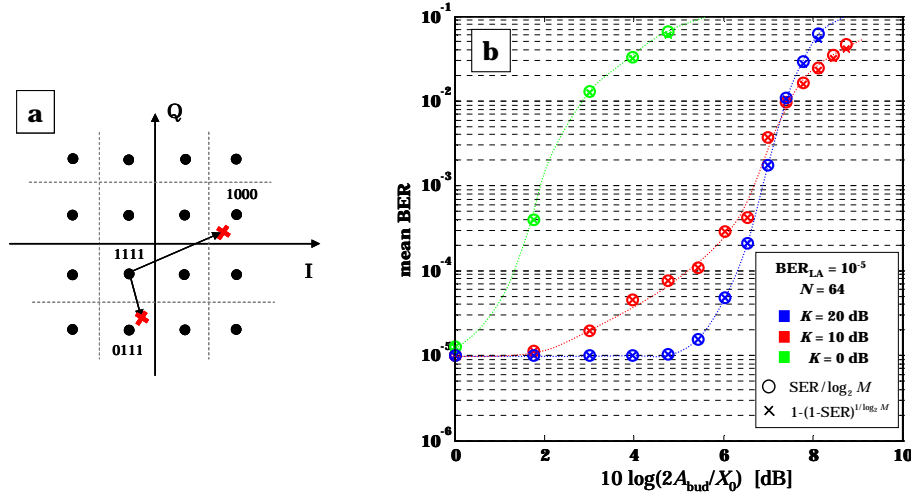 a
Q
1000
1111
I
0111
b
mean BER
10^-1
10^-2
10^-3
10^-4
10^-5
10^-6
0
2
4
6
8
10
10 log(2A_bud/X_0) [dB]
BER_LA = 10^-5
N = 64
K = 20 dB
K = 10 dB
K = 0 dB
SER/log_2 M
1-(1-SER)^1/log_2 M